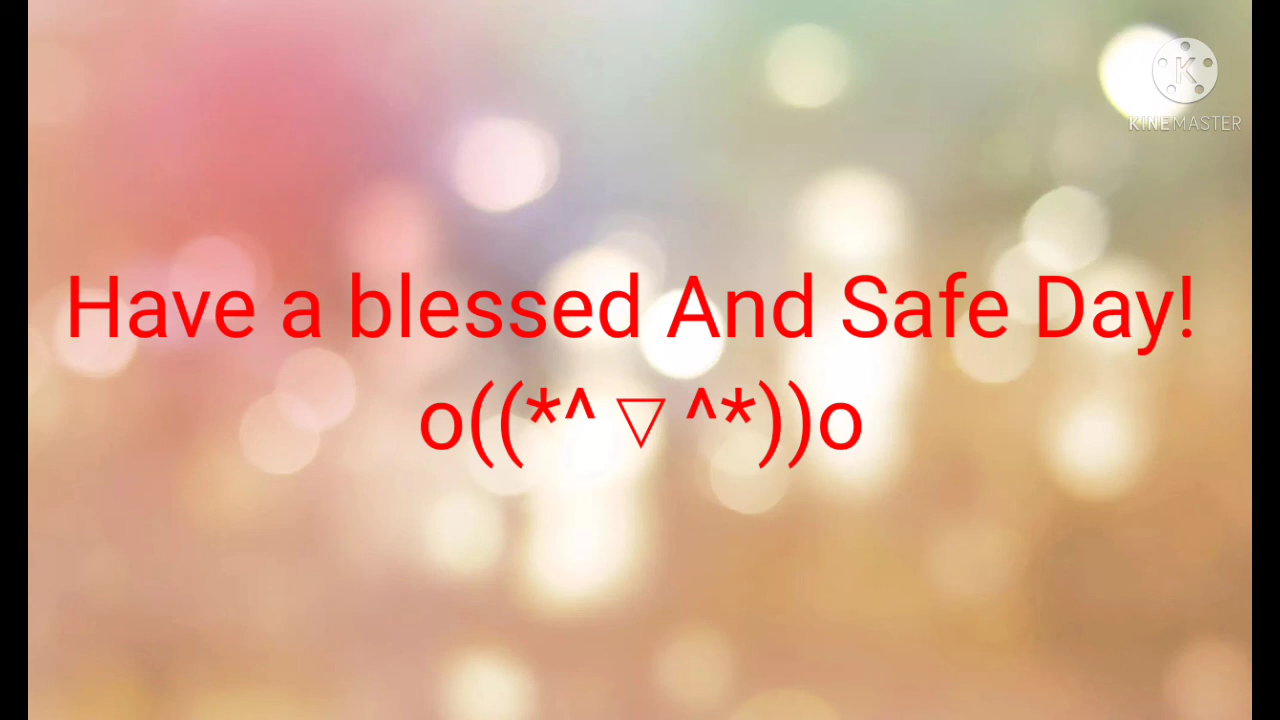 K
KINEMASTER
Have a blessed And Safe Day!
o((*^ ▽ ^*))o